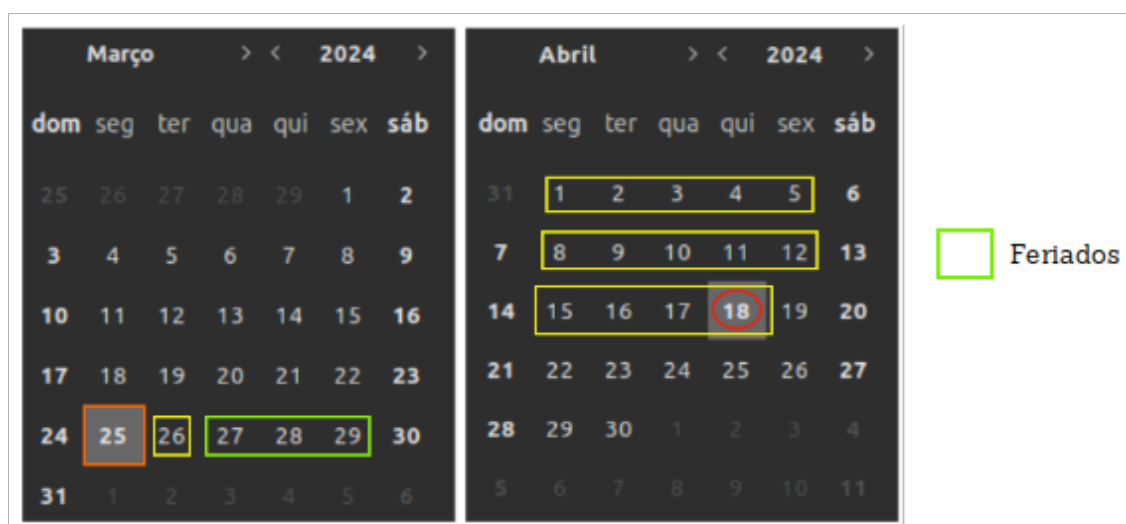 Março > < 2024 >
dom seg ter qua qui sex sáb
25 26 27 28 29 1 2
3 4 5 6 7 8 9
10 11 12 13 14 15 16
17 18 19 20 21 22 23
24 25 26 27 28 29 30
31 1 2 3 4 5 6
Abril > < 2024 >
dom seg ter qua qui sex sáb
31 1 2 3 4 5 6
7 8 9 10 11 12 13
14 15 16 17 18 19 20
21 22 23 24 25 26 27
28 29 30 1 2 3 4
5 6 7 8 9 10 11
Feriados